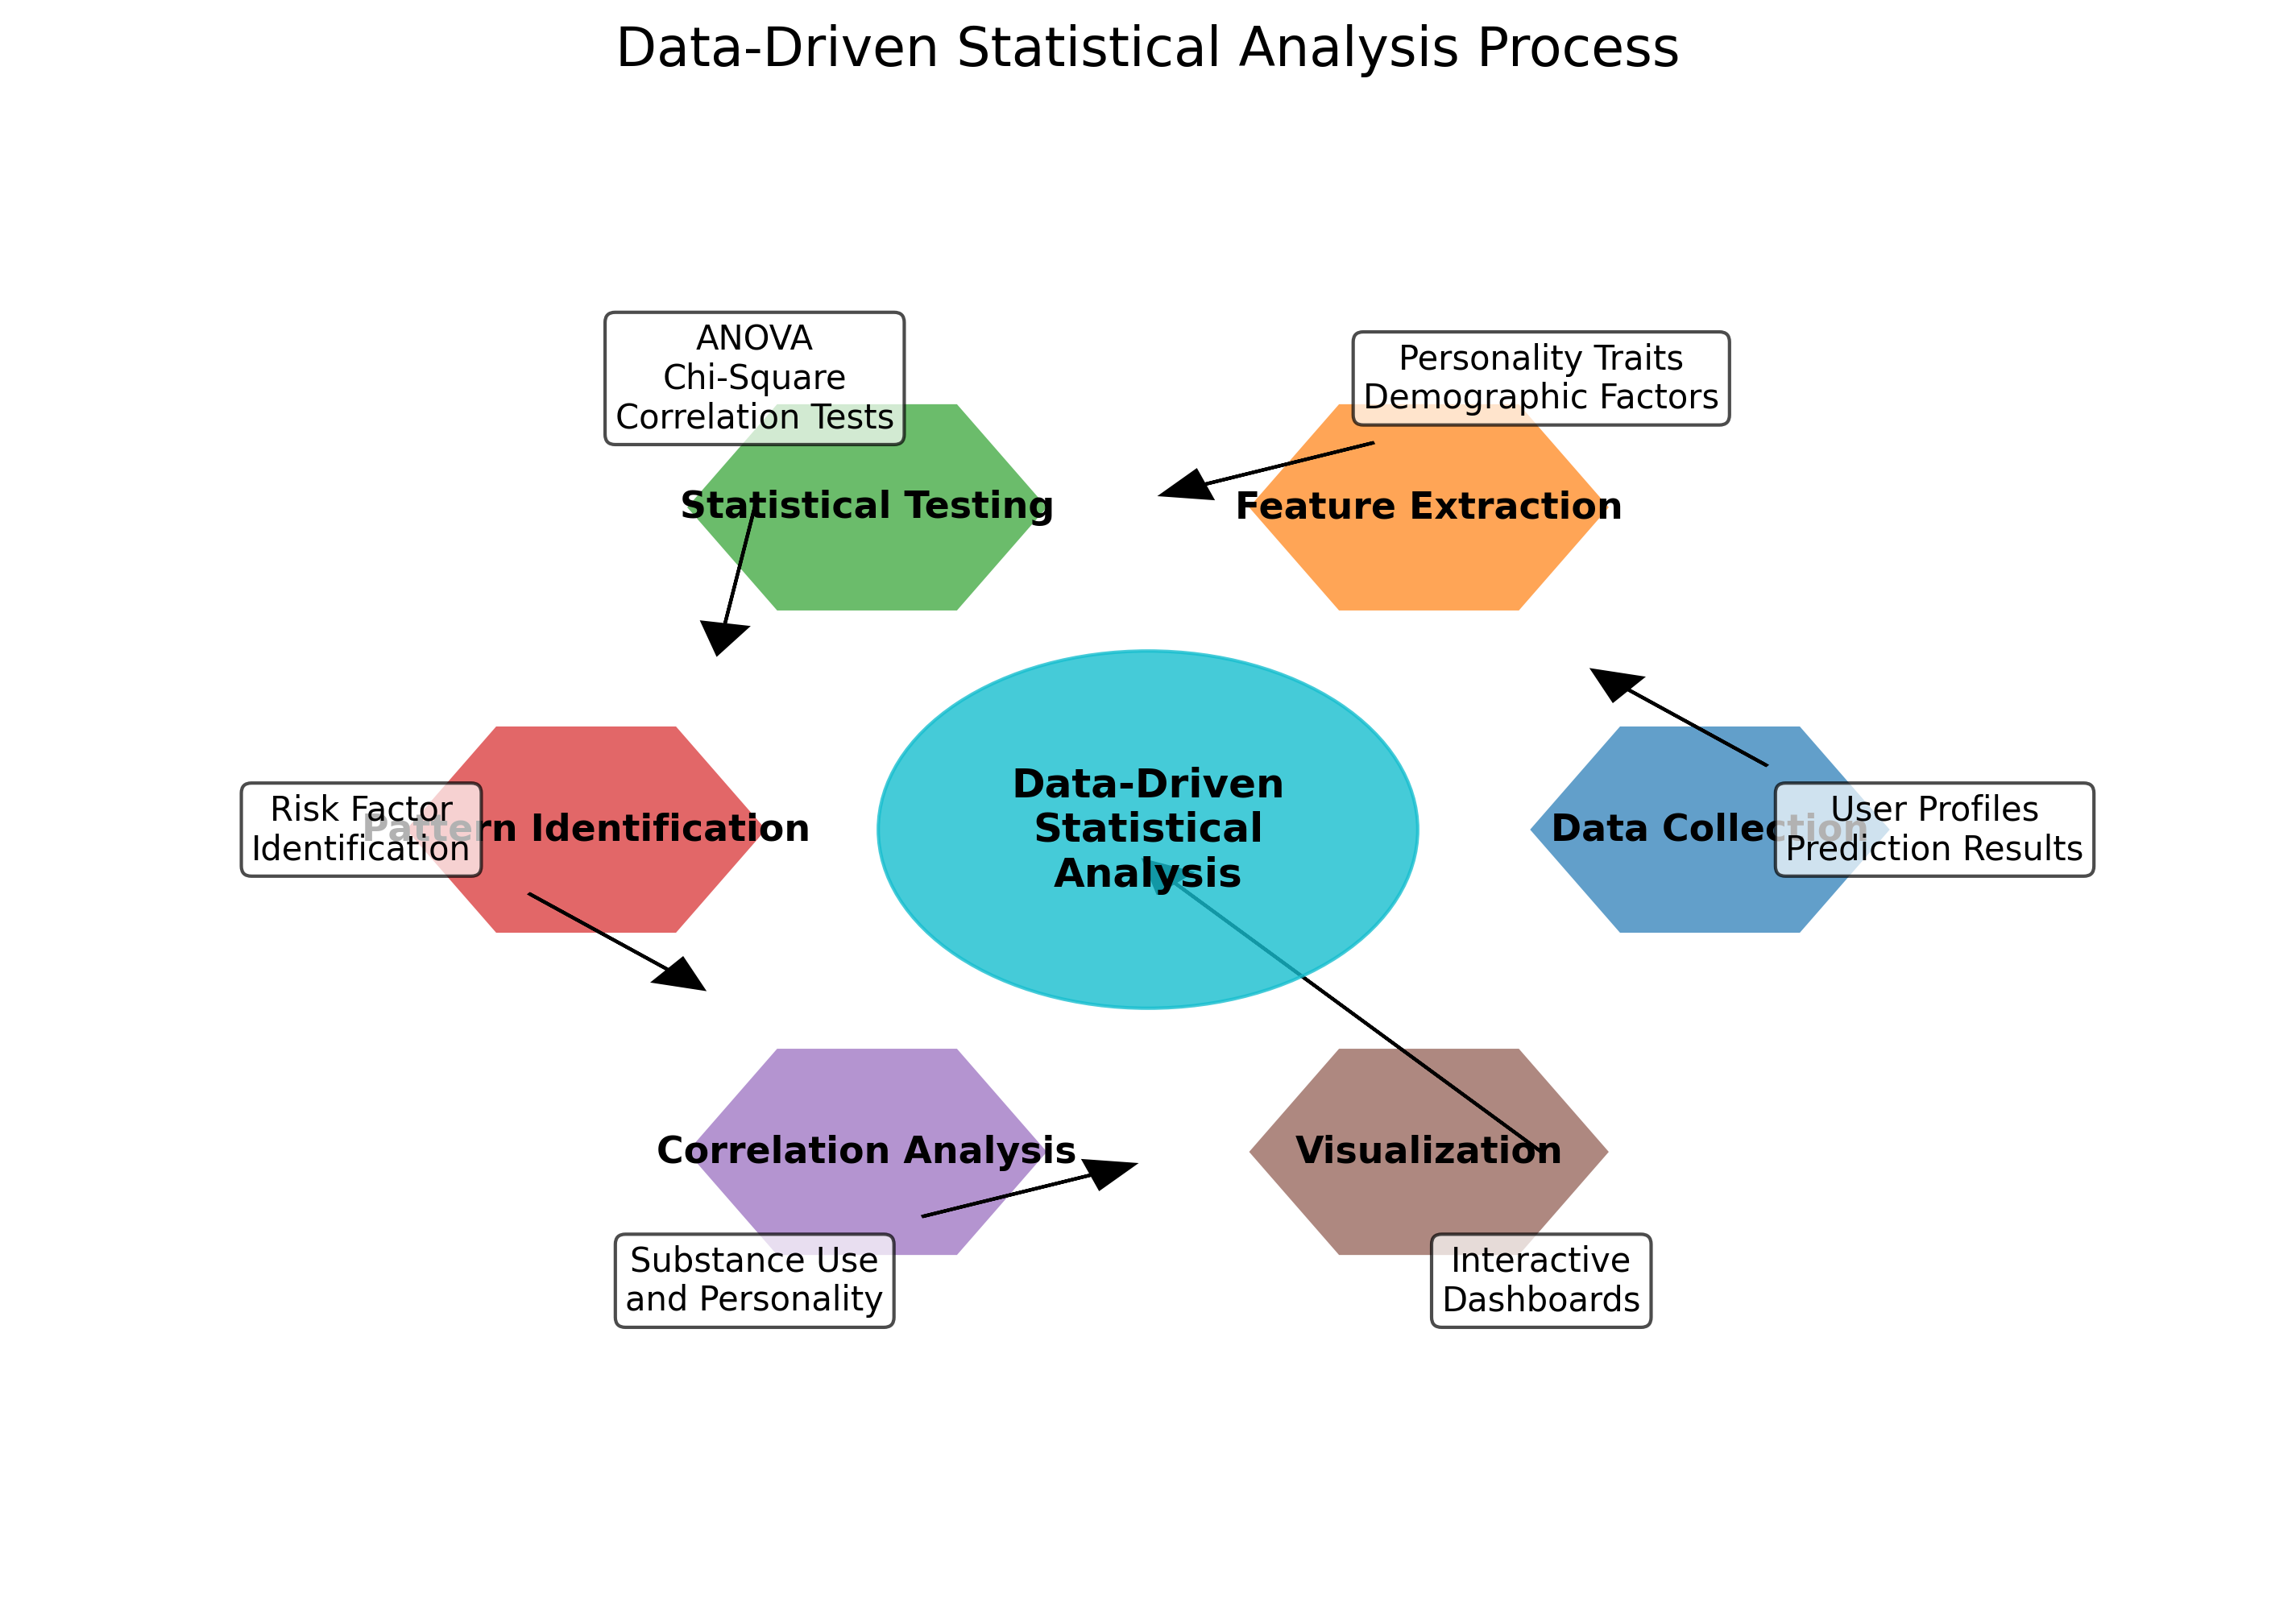 Data-Driven Statistical Analysis Process
ANOVA
Chi-Square
Correlation Tests
Personality Traits
Demographic Factors
Statistical Testing
Feature Extraction
Data-Driven
Statistical
Analysis
Risk Factor
Identification
Pattern Identification
Data Collection
User Profiles
Prediction Results
Correlation Analysis
Visualization
Substance Use
and Personality
Interactive
Dashboards